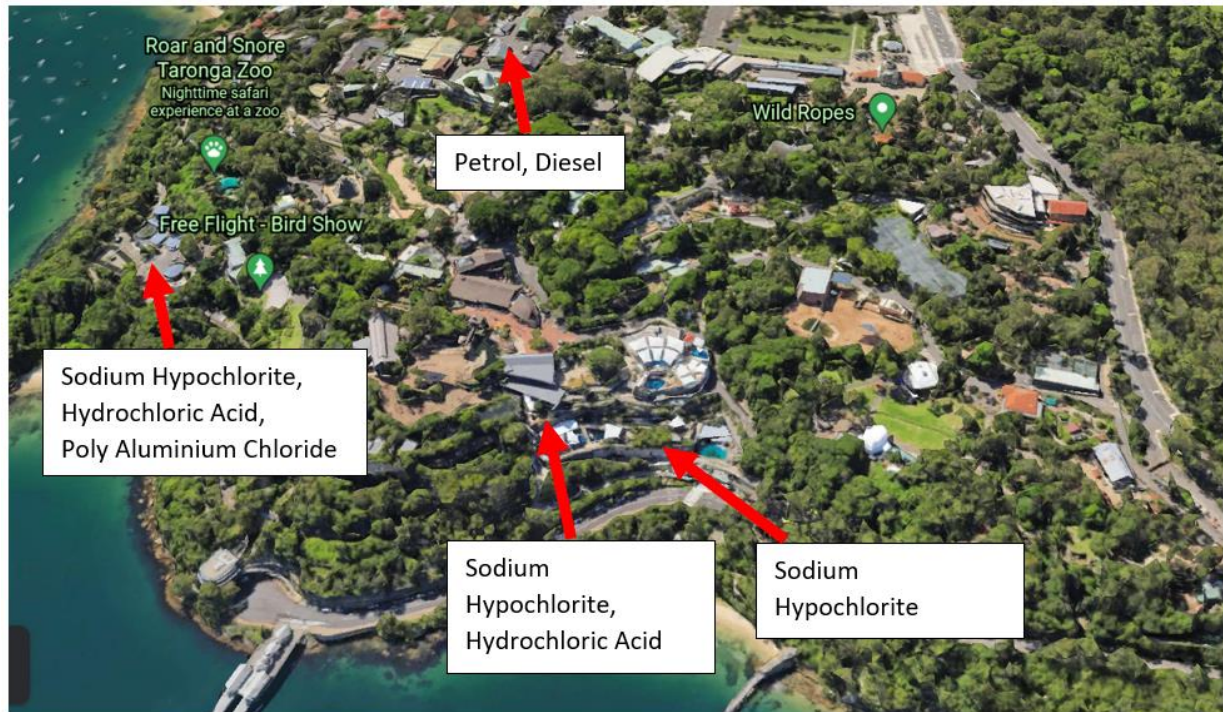 Roar and Snore
Taronga Zoo
Nighttime safari
experience at a zoo
Wild Ropes
Petrol, Diesel
Free Flight - Bird Show
Sodium Hypochlorite,
Hydrochloric Acid,
Poly Aluminium Chloride
Sodium
Hypochlorite,
Hydrochloric Acid
Sodium
Hypochlorite